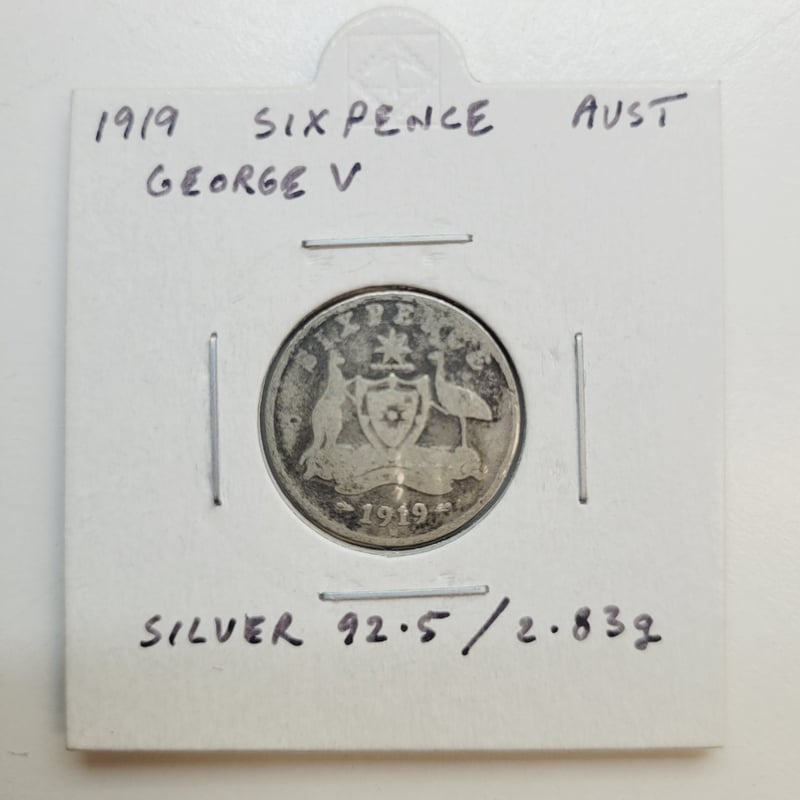 1919 SIXPENCE AUST
GEORGE V
SIXPENCE
1919
SILVER 92.5 / 2.83g